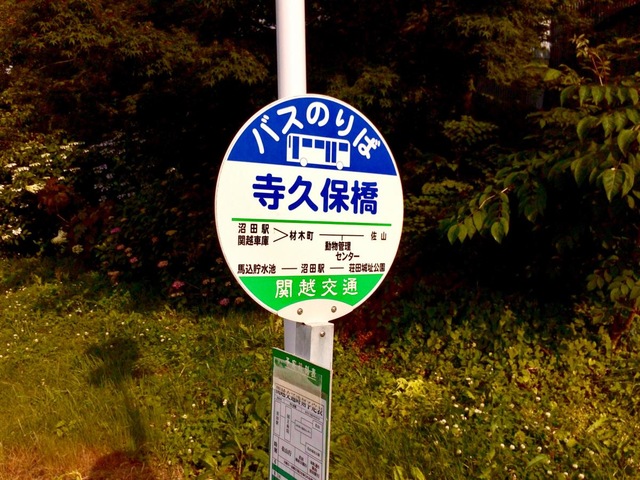 バスのりば
寺久保橋
沼田駅
関越車庫
>材木町
動物管理
センター
佐山
馬込貯水池 — 沼田駅 — 荘田城址公園
関越交通